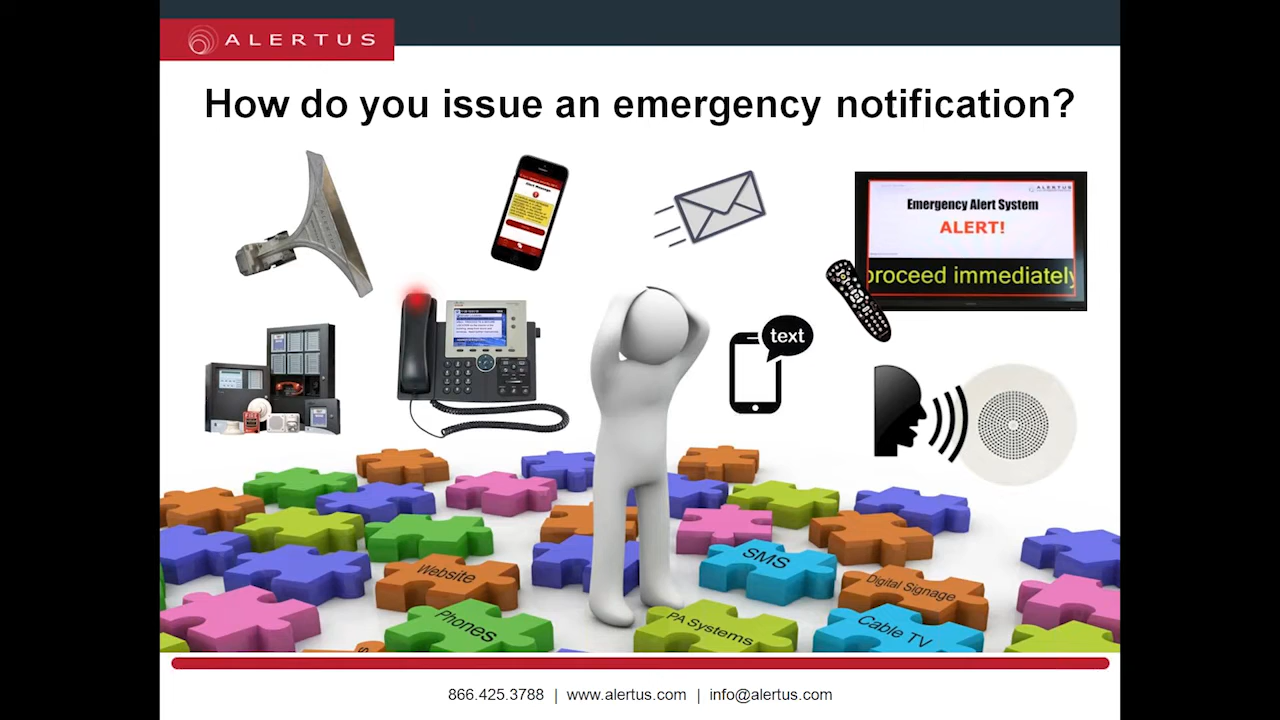 ALERTUS
How do you issue an emergency notification?
ALERTUS
Emergency Alert System
ALERT!
proceed immediately
text
Website
SMS
Digital Signage
Phones
PA Systems
Cable TV
866.425.3788 | www.alertus.com | info@alertus.com